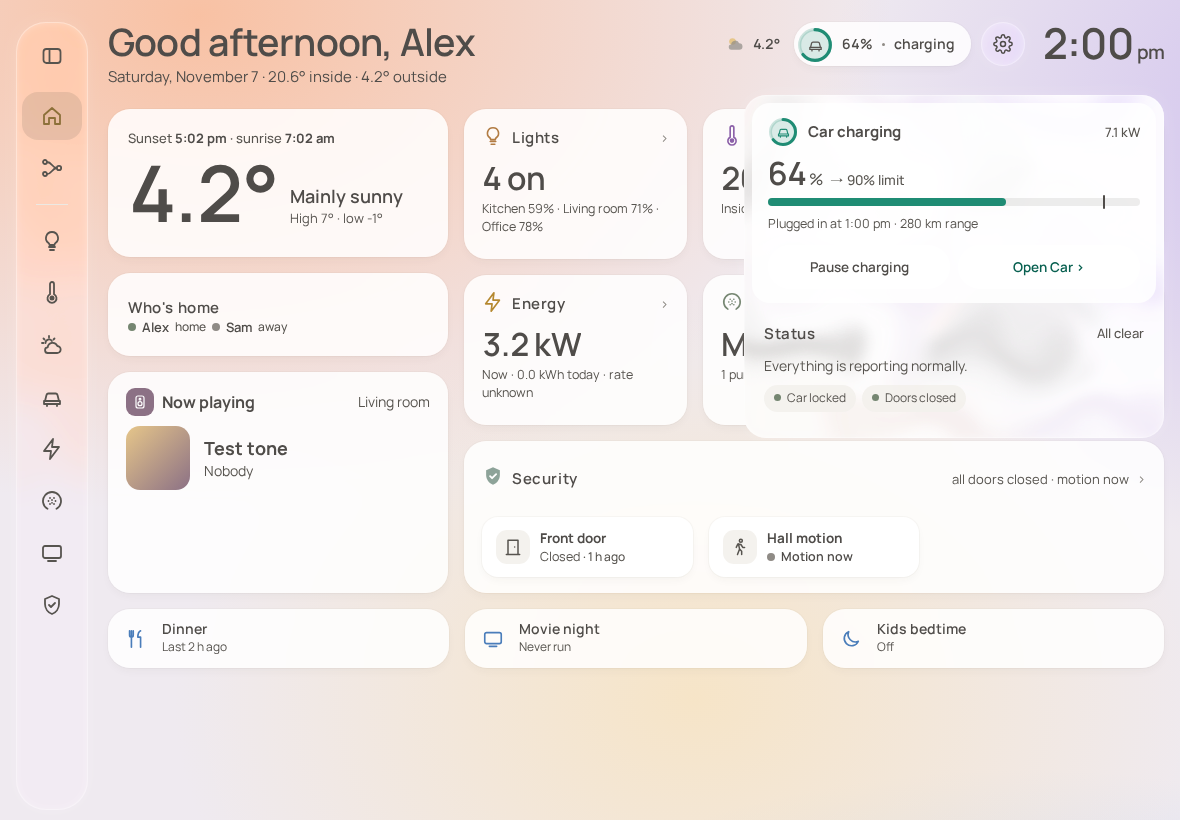 Good afternoon, Alex
Saturday, November 7 · 20.6° inside · 4.2° outside
4.2°
64% · charging
2:00 pm
Sunset 5:02 pm · sunrise 7:02 am
4.2°
Mainly sunny
High 7° · low -1°
Who's home
Alex home Sam away
Now playing
Living room
Test tone
Nobody
Lights
4 on
Kitchen 59% · Living room 71% ·
Office 78%
Energy
3.2 kW
Now · 0.0 kWh today · rate
unknown
Car charging
7.1 kW
64% → 90% limit
Plugged in at 1:00 pm · 280 km range
Pause charging
Open Car ›
Status
All clear
Everything is reporting normally.
Car locked
Doors closed
Security
all doors closed · motion now
Front door
Closed · 1 h ago
Hall motion
Motion now
Dinner
Last 2 h ago
Movie night
Never run
Kids bedtime
Off